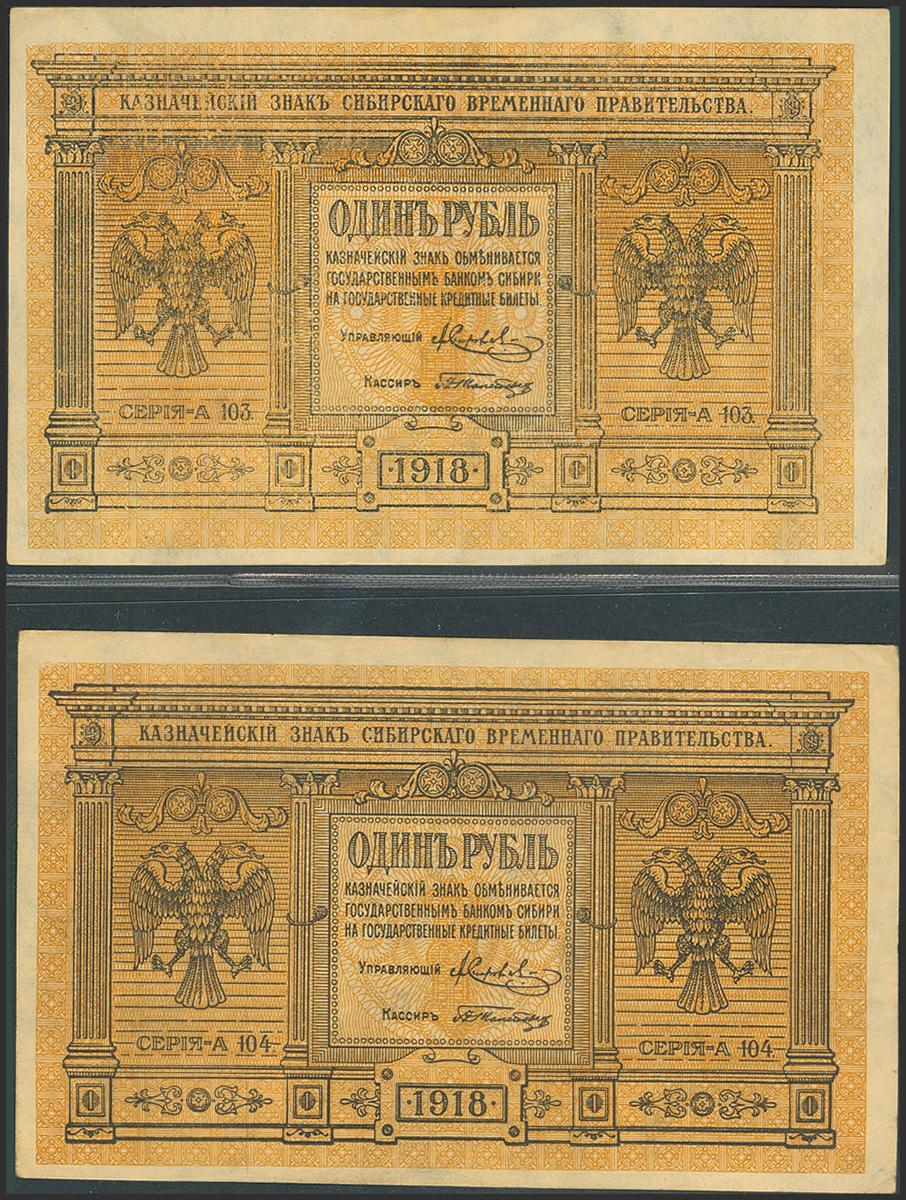 КАЗНАЧЕЙСКІЙ ЗНАКЪ СИБИРСКАГО ВРЕМЕННАГО ПРАВИТЕЛЬСТВА.
ОДИНЪ РУБЛЬ
КАЗНАЧЕЙСКІЙ ЗНАКЪ ОБМѢНИВАЕТСЯ
ГОСУДАРСТВЕННЫМЪ БАНКОМЪ СИБИРИ
НА ГОСУДАРСТВЕННЫЕ КРЕДИТНЫЕ БИЛЕТЫ
УПРАВЛЯЮЩІЙ
КАССИРЪ
СЕРІЯ-А 103. СЕРІЯ-А 103.
·1918·
КАЗНАЧЕЙСКІЙ ЗНАКЪ СИБИРСКАГО ВРЕМЕННАГО ПРАВИТЕЛЬСТВА.
ОДИНЪ РУБЛЬ
КАЗНАЧЕЙСКІЙ ЗНАКЪ ОБМѢНИВАЕТСЯ
ГОСУДАРСТВЕННЫМЪ БАНКОМЪ СИБИРИ
НА ГОСУДАРСТВЕННЫЕ КРЕДИТНЫЕ БИЛЕТЫ
УПРАВЛЯЮЩІЙ
КАССИРЪ
СЕРІЯ-А 104. СЕРІЯ-А 104.
·1918·